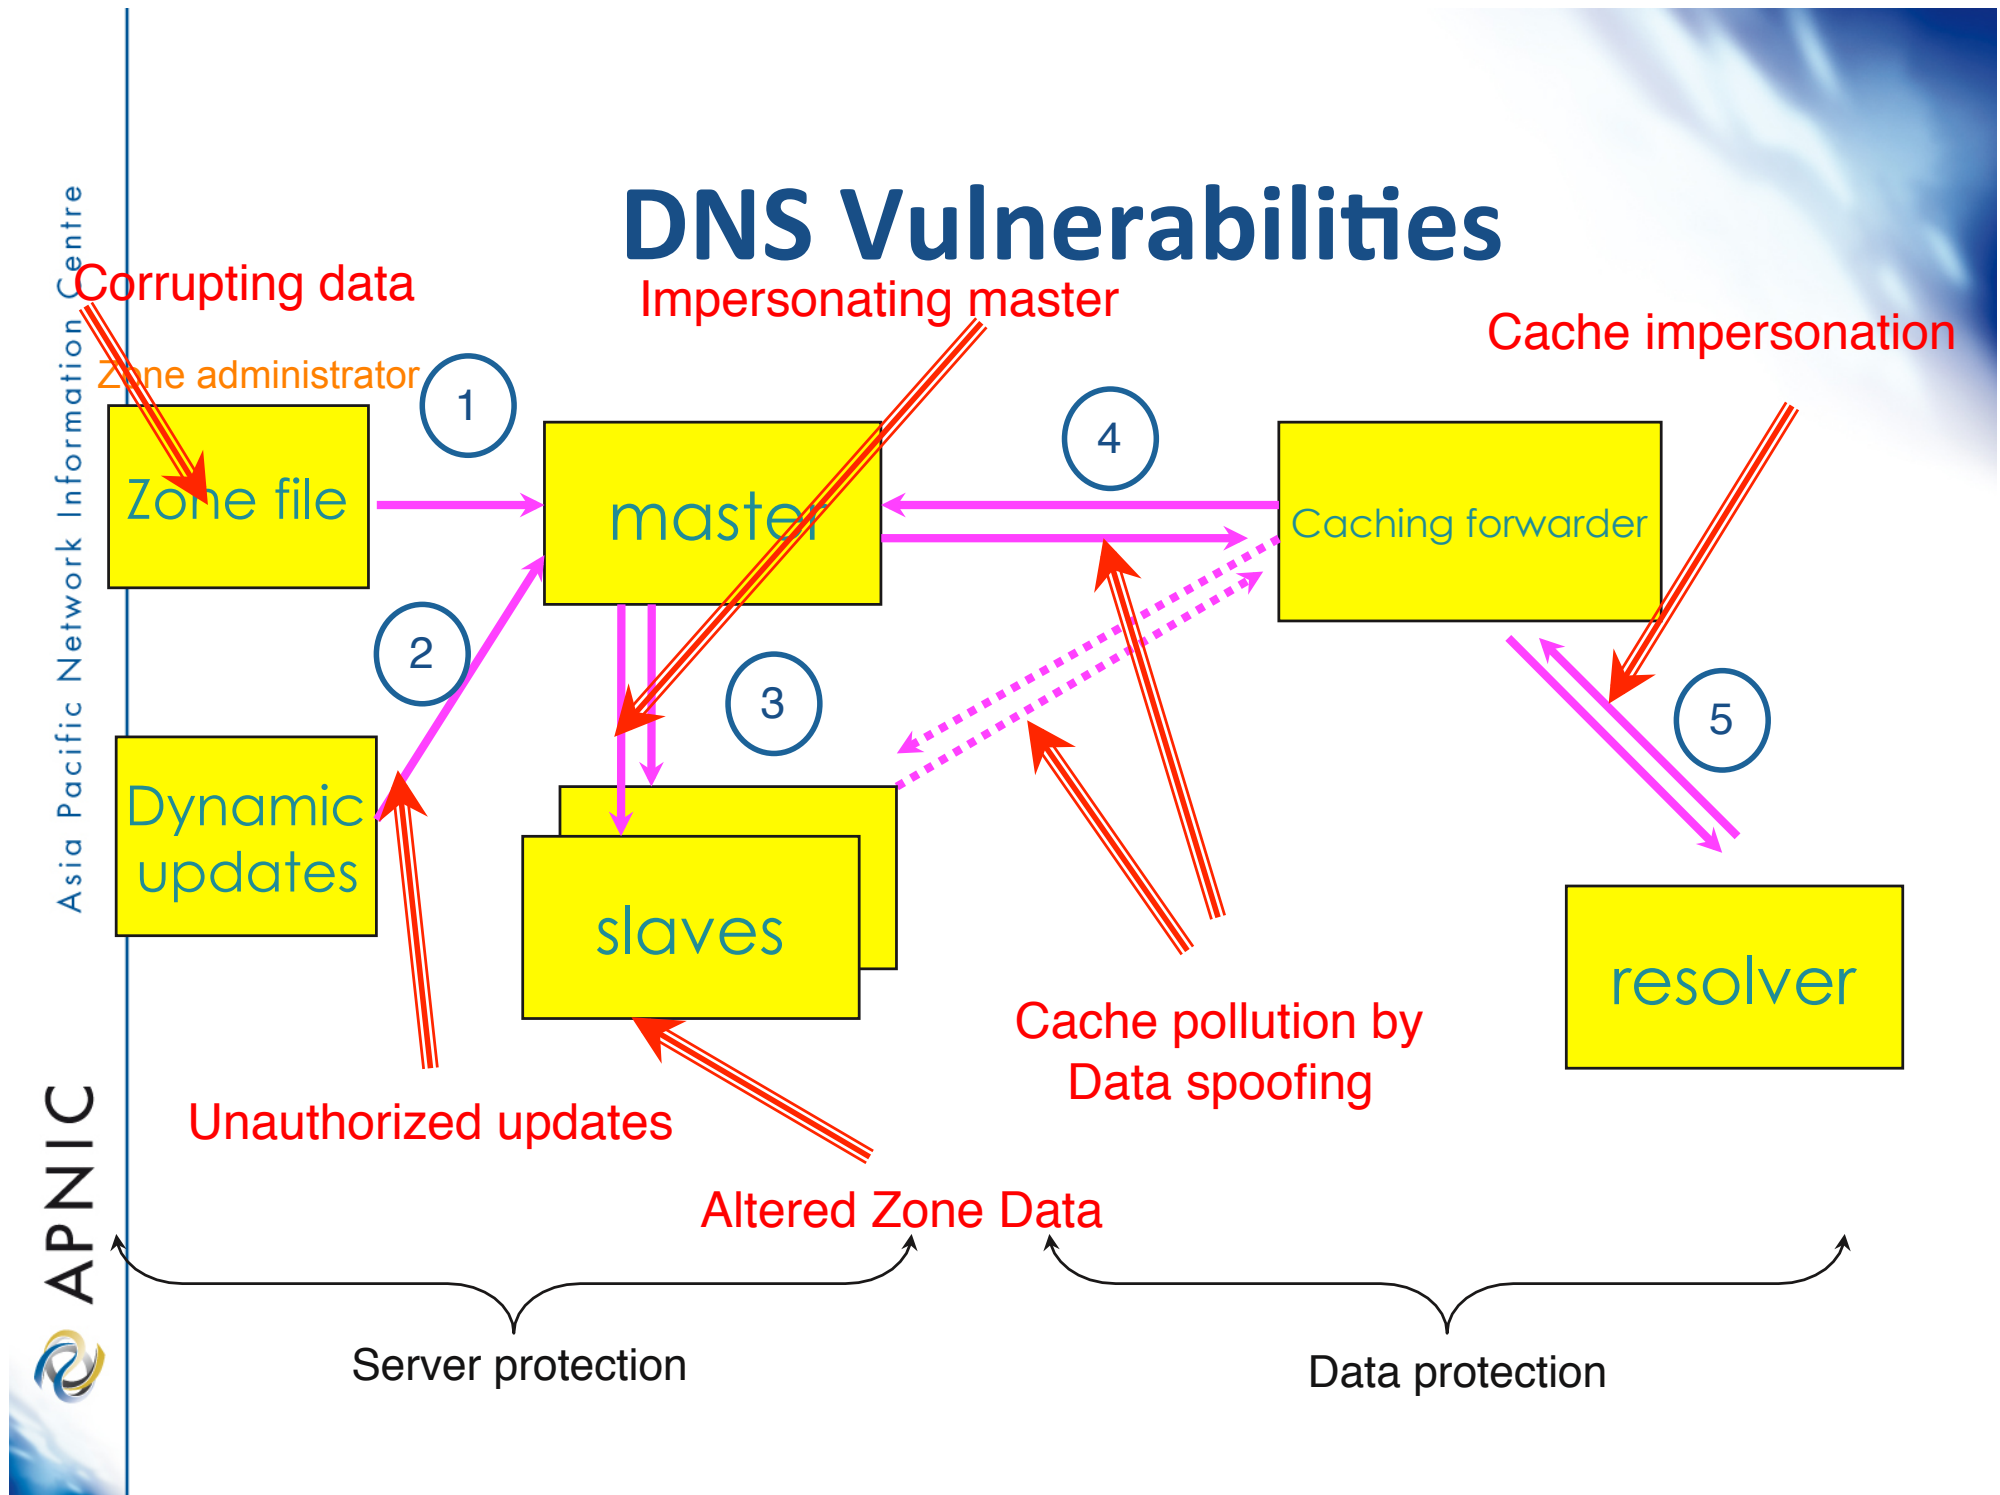 DNS Vulnerabilities
Corrupting data
Impersonating master
Cache impersonation
Zone administrator
1
4
Zone file
master
Caching forwarder
2
3
5
Dynamic
updates
slaves
resolver
Cache pollution by
Data spoofing
Unauthorized updates
Altered Zone Data
Server protection
Data protection
Asia Pacific Network Information Centre
APNIC